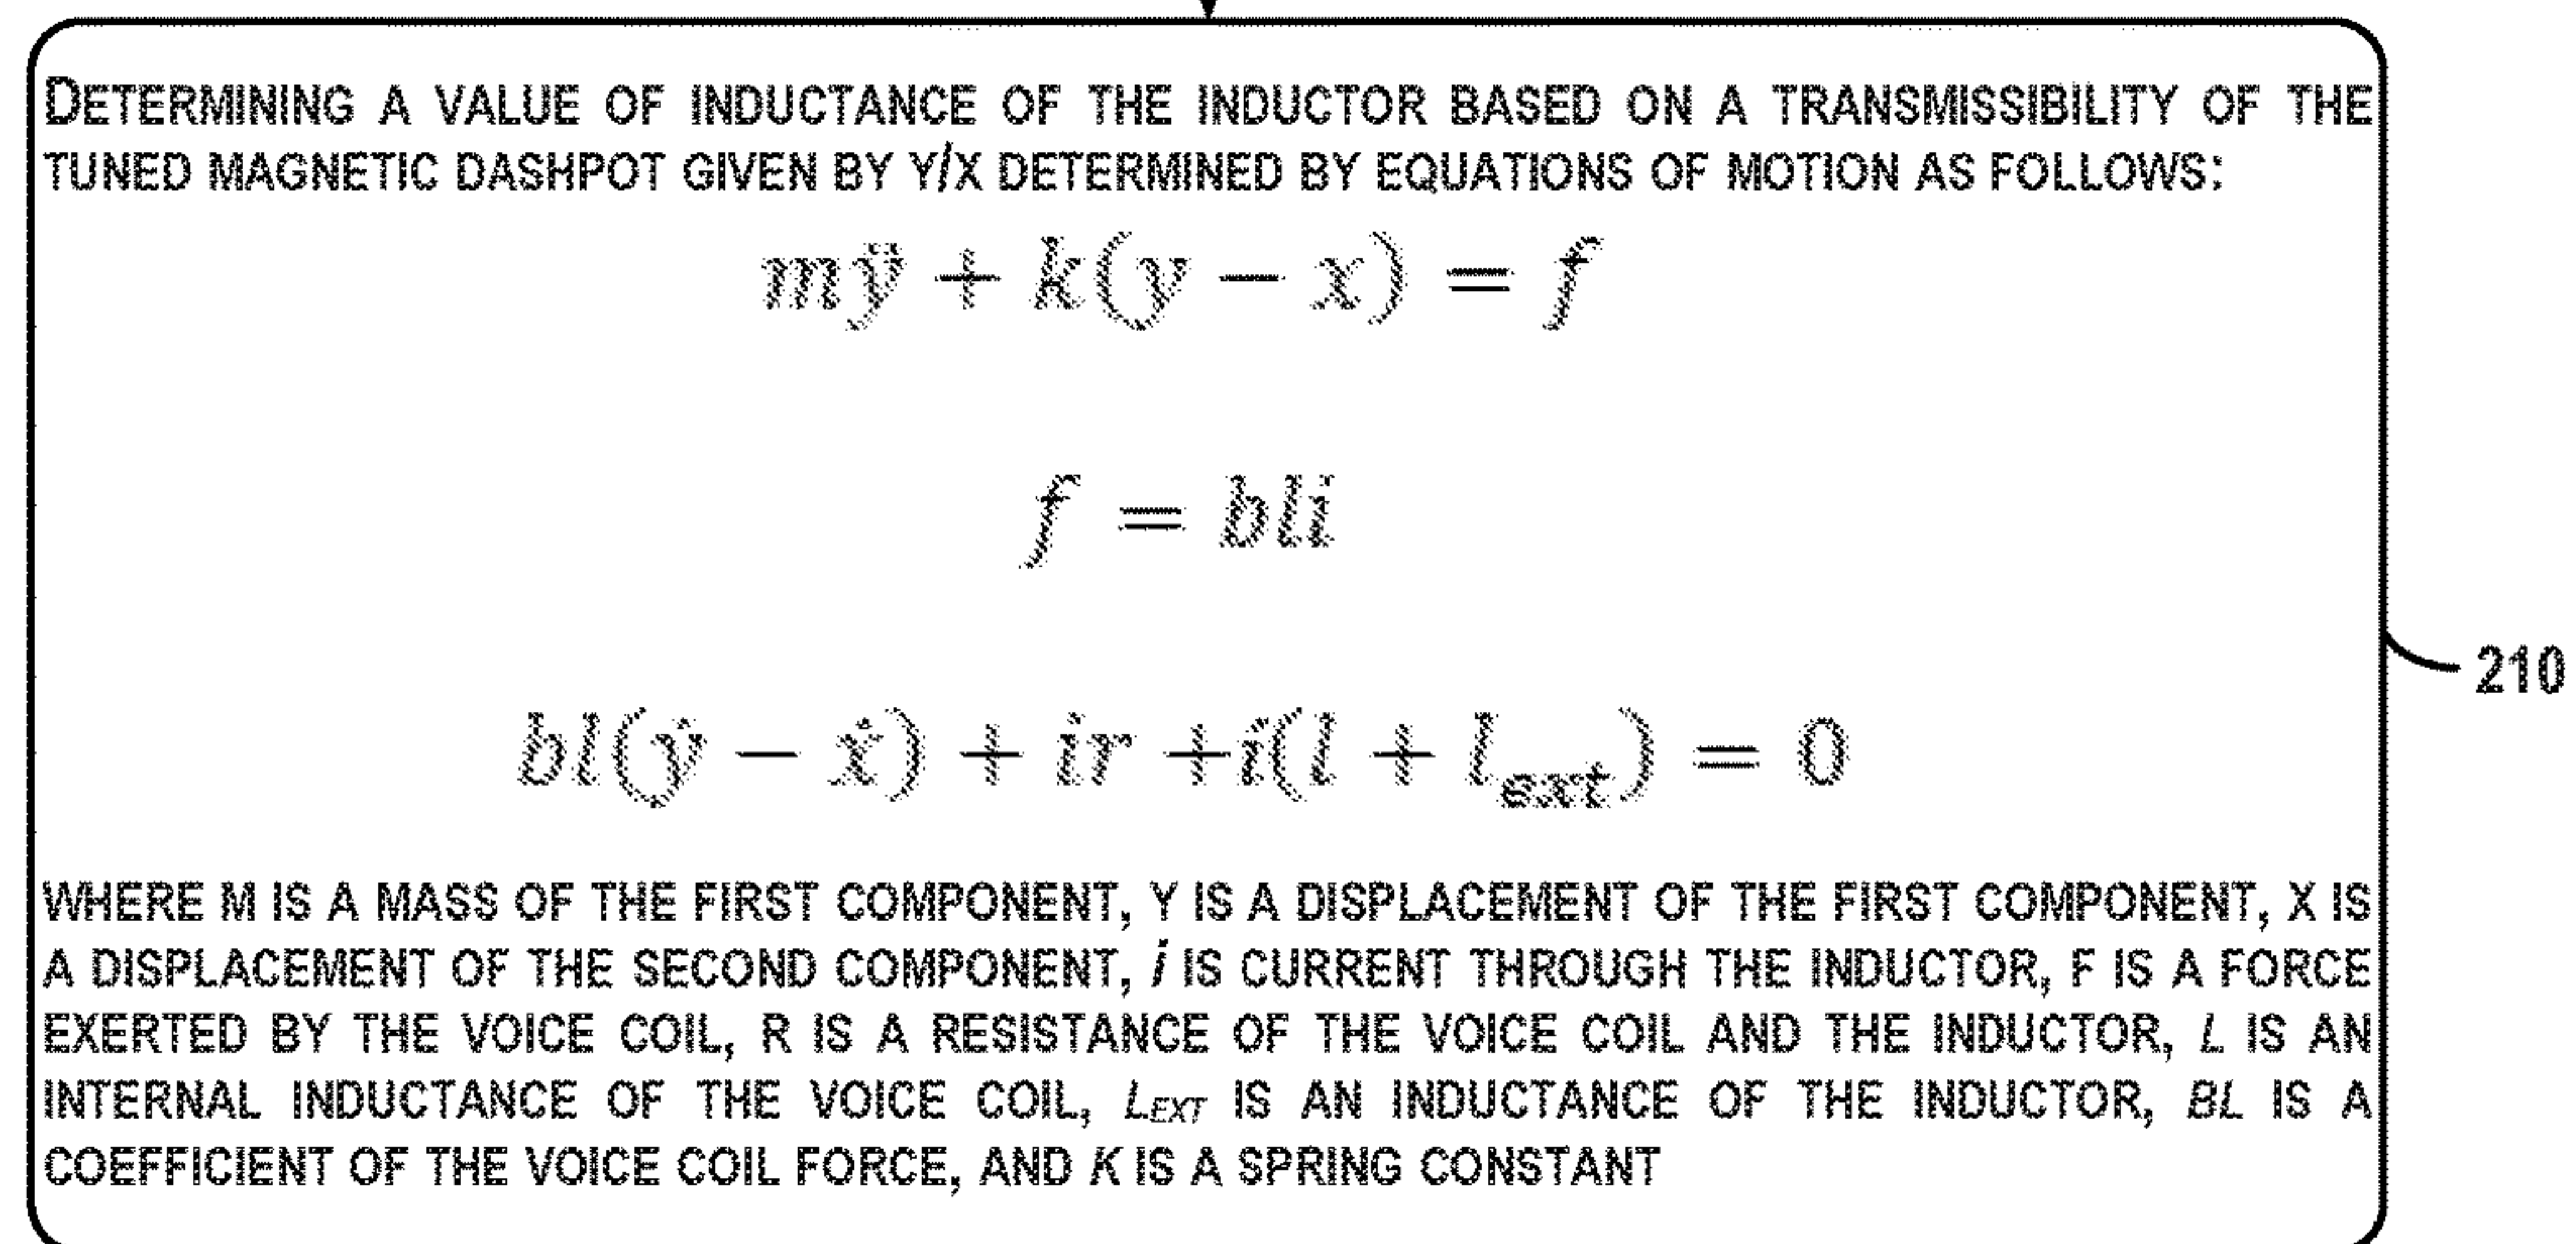 DETERMINING A VALUE OF INDUCTANCE OF THE INDUCTOR BASED ON A TRANSMISSIBILITY OF THE
TUNED MAGNETIC DASHPOT GIVEN BY Y/X DETERMINED BY EQUATIONS OF MOTION AS FOLLOWS:
mÿ + k(y − x) = f
f = bli
bl(ẏ − ẋ) + ir + i̇(l + l_ext) = 0
210
WHERE M IS A MASS OF THE FIRST COMPONENT, Y IS A DISPLACEMENT OF THE FIRST COMPONENT, X IS
A DISPLACEMENT OF THE SECOND COMPONENT, i IS CURRENT THROUGH THE INDUCTOR, F IS A FORCE
EXERTED BY THE VOICE COIL, R IS A RESISTANCE OF THE VOICE COIL AND THE INDUCTOR, L IS AN
INTERNAL INDUCTANCE OF THE VOICE COIL, L_EXT IS AN INDUCTANCE OF THE INDUCTOR, BL IS A
COEFFICIENT OF THE VOICE COIL FORCE, AND K IS A SPRING CONSTANT